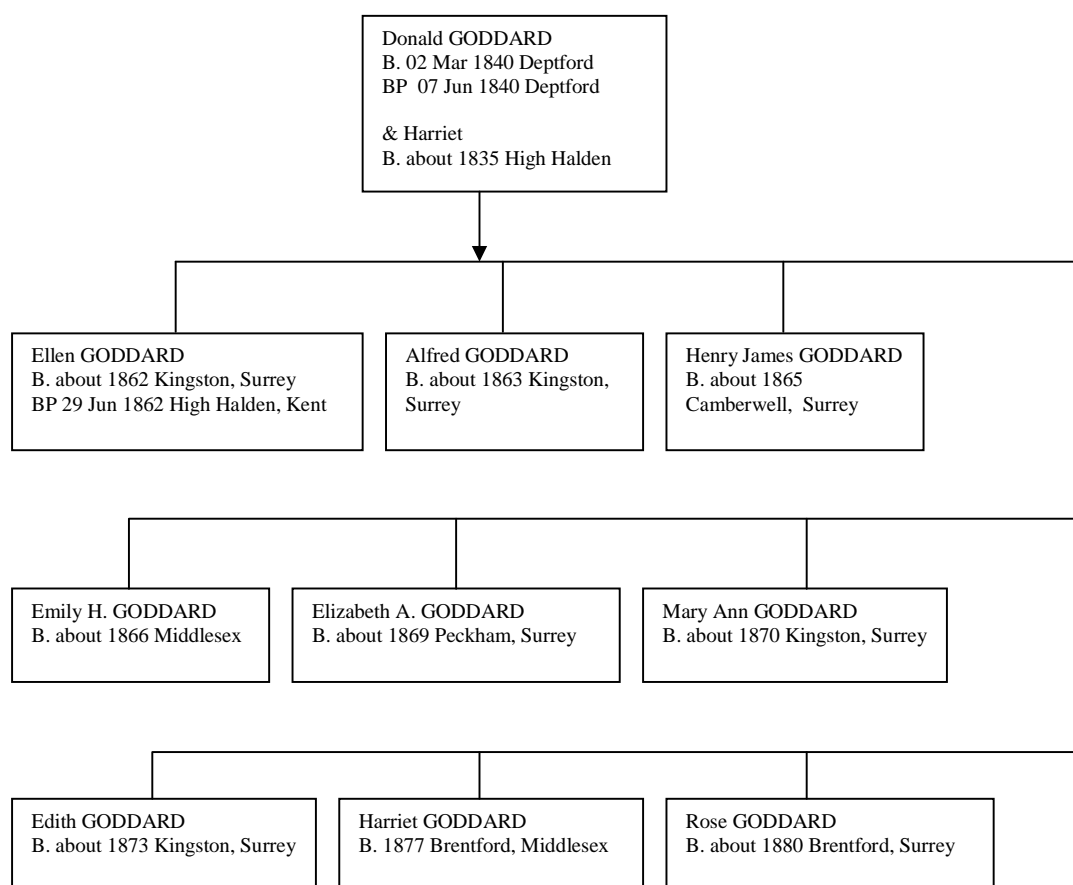 Donald GODDARD
B. 02 Mar 1840 Deptford
BP 07 Jun 1840 Deptford
& Harriet
B. about 1835 High Halden
Ellen GODDARD
B. about 1862 Kingston, Surrey
BP 29 Jun 1862 High Halden, Kent
Alfred GODDARD
B. about 1863 Kingston,
Surrey
Henry James GODDARD
B. about 1865
Camberwell, Surrey
Emily H. GODDARD
B. about 1866 Middlesex
Elizabeth A. GODDARD
B. about 1869 Peckham, Surrey
Mary Ann GODDARD
B. about 1870 Kingston, Surrey
Edith GODDARD
B. about 1873 Kingston, Surrey
Harriet GODDARD
B. 1877 Brentford, Middlesex
Rose GODDARD
B. about 1880 Brentford, Surrey